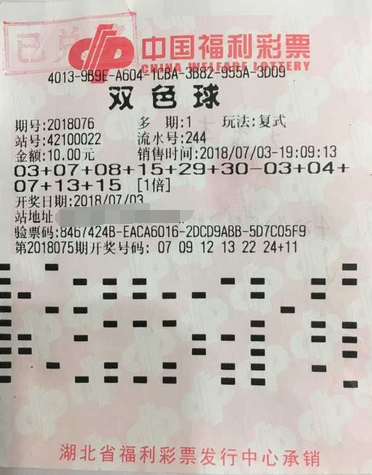 已兑
中国福利彩票
CHINA WELFARE LOTTERY
4013-9B9E-A604-1CBA-3B82-955A-3DD9
双色球
期号:2018076 多期:1 玩法:复式
站号:42100022 流水号:244
金额:10.00元 销售时间:2018/07/03-19:09:13
03+07+08+15+29+30--03+04+
07+13+15 [1倍]
开奖日期:2018/07/03
站地址
验票码:8467424B-EACA6016-2DCD9ABB-5D7C05F9
第2018075期开奖号码: 07 09 12 13 22 24+11
湖北省福利彩票发行中心承销